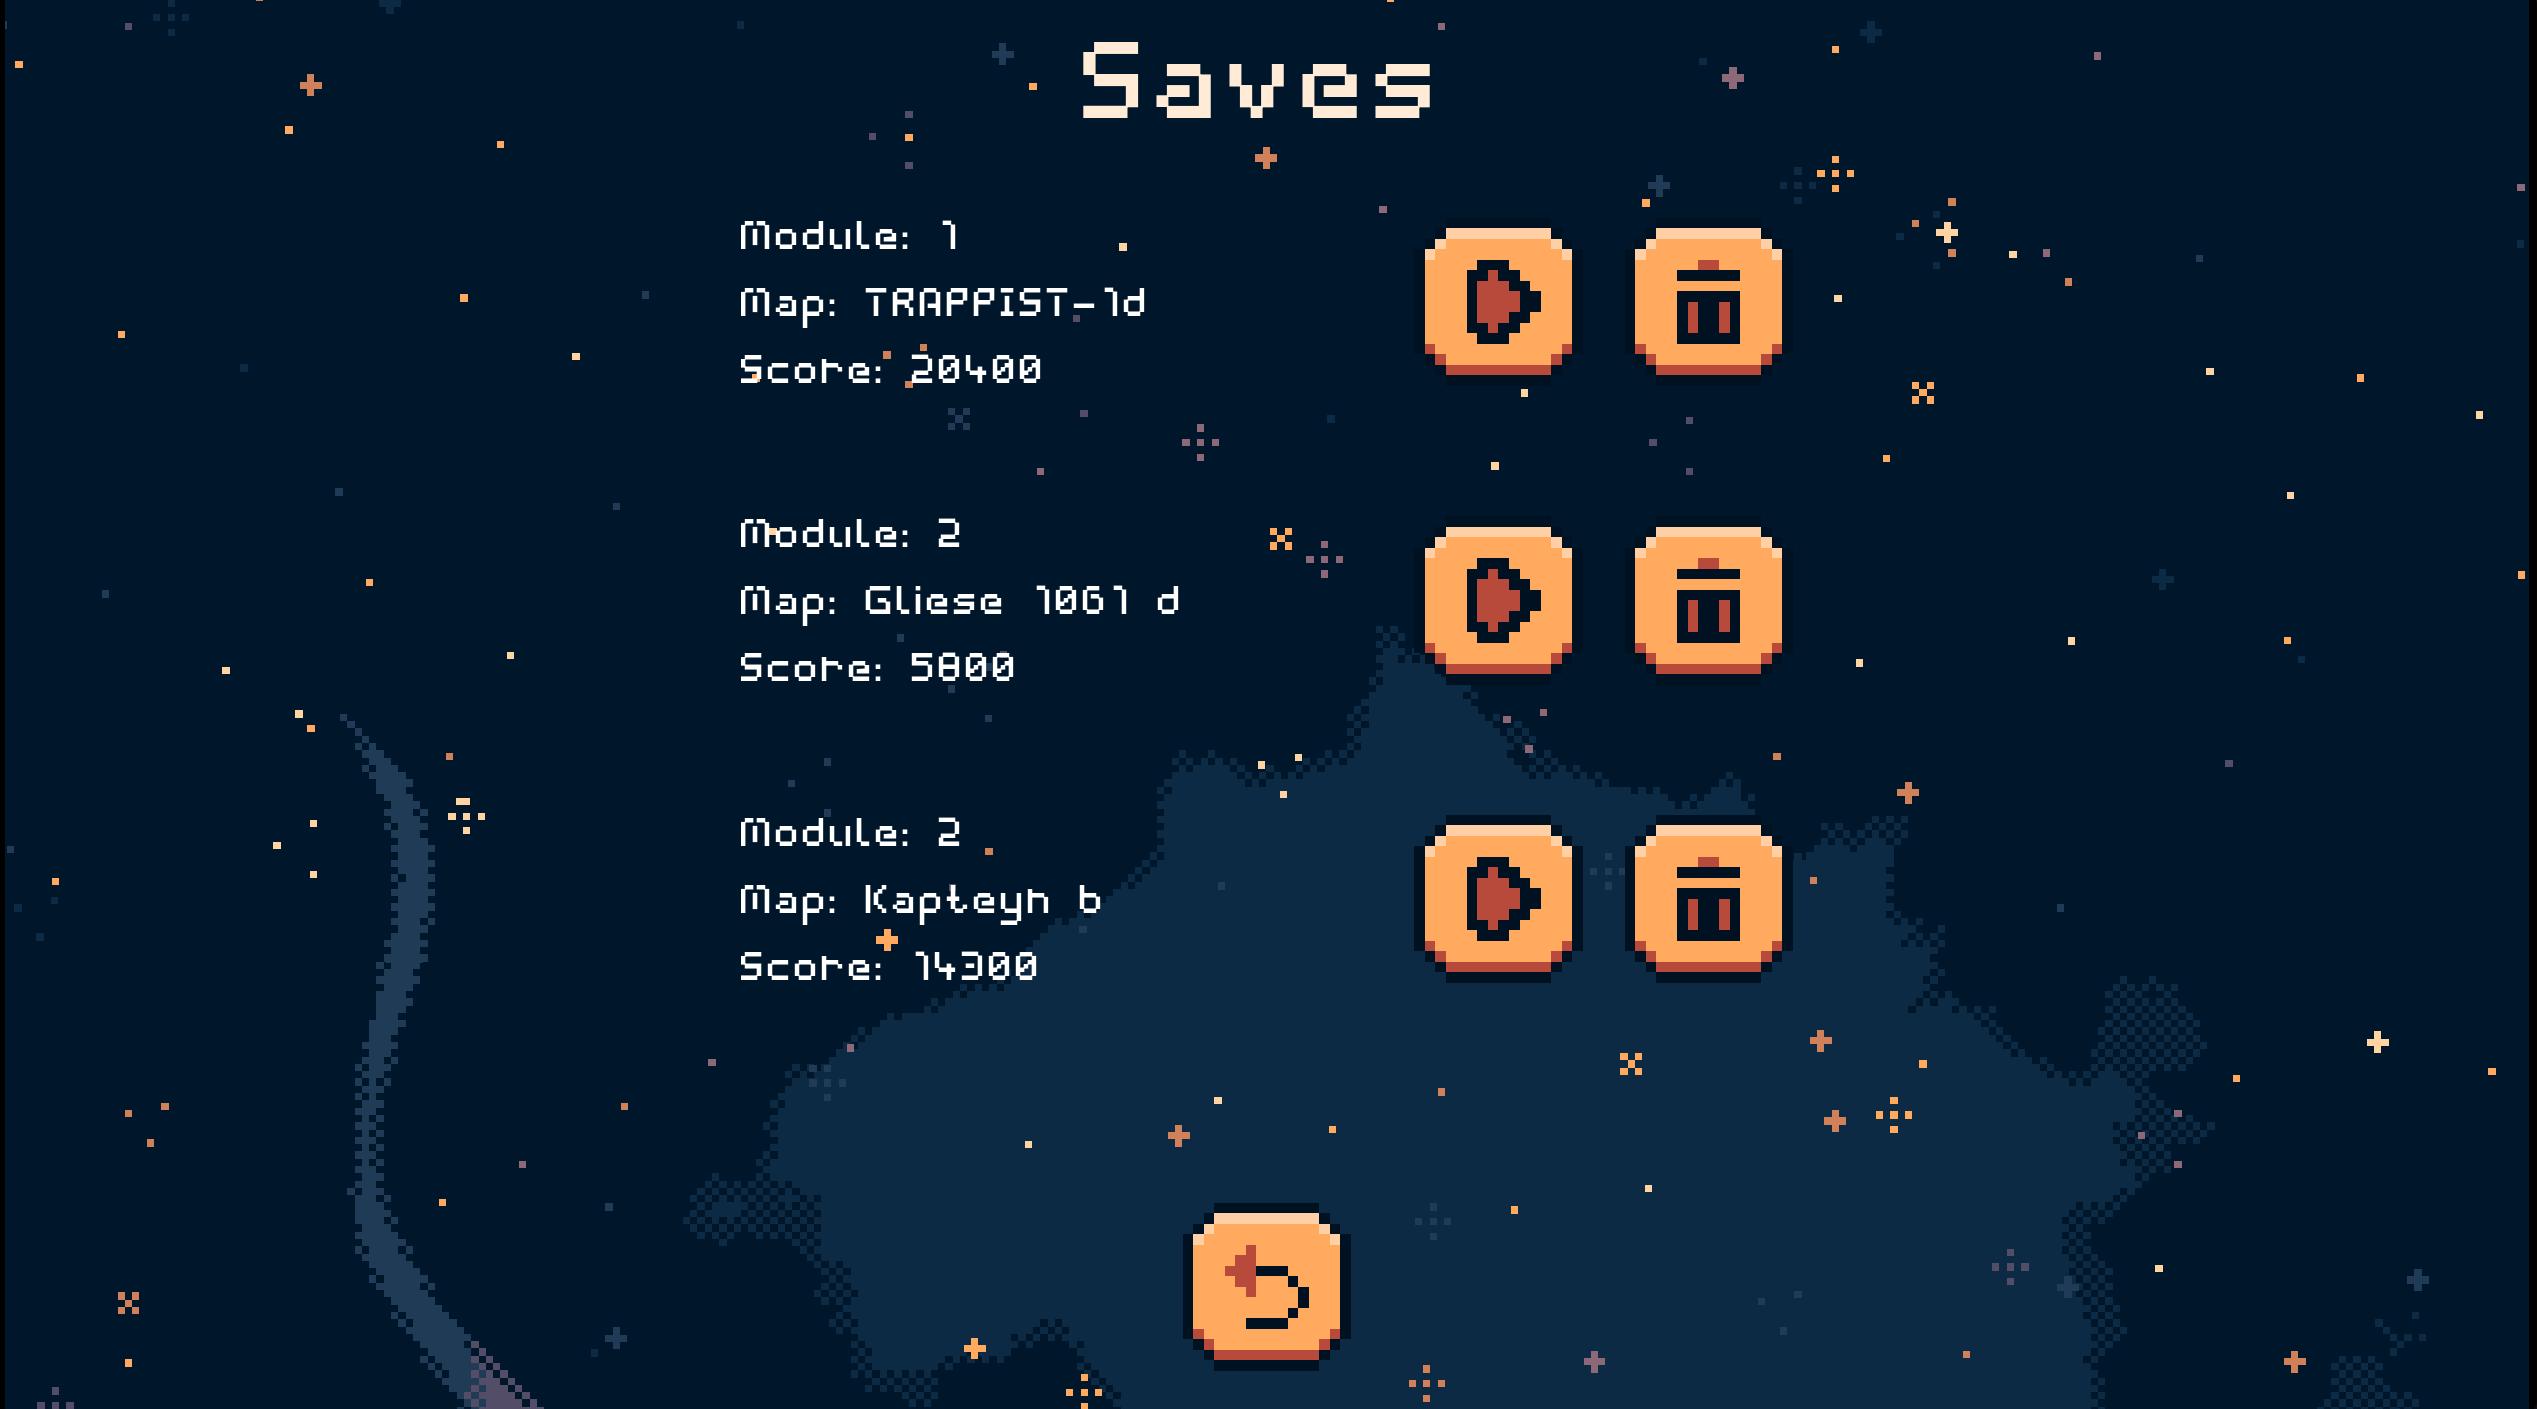 Saves
Module: 1
Map: TRAPPIST-1d
Score: 20400
Module: 2
Map: Gliese 1061 d
Score: 5800
Module: 2
Map: Kapteyn b
Score: 14300